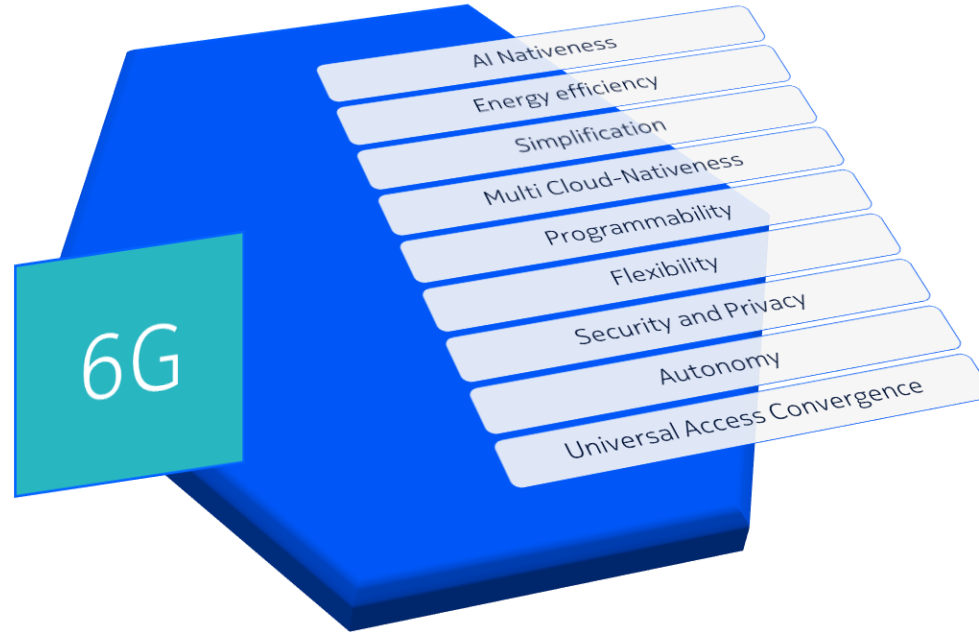 AI Nativeness
Energy efficiency
Simplification
Multi Cloud-Nativeness
Programmability
Flexibility
Security and Privacy
Autonomy
Universal Access Convergence
6G